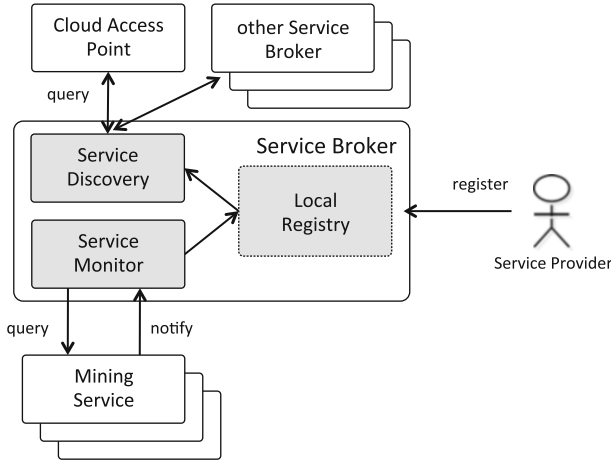 Cloud Access
Point
other Service
Broker
query
Service Broker
Service
Discovery
Local
Registry
register
Service
Monitor
Service Provider
query
notify
Mining
Service